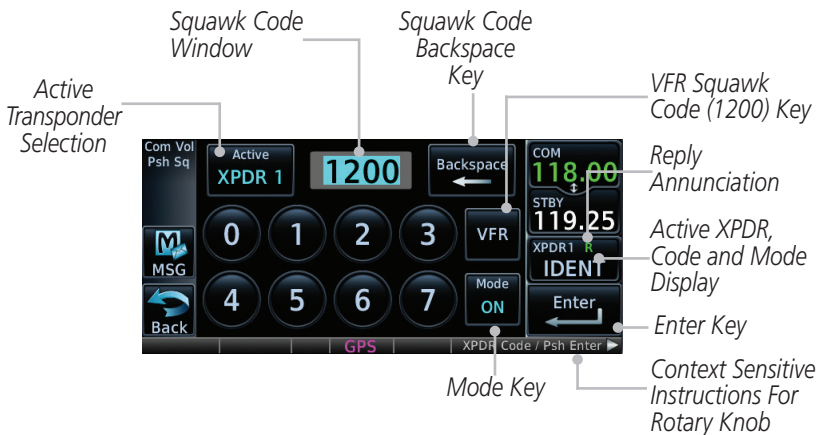 Squawk Code
Window
Squawk Code
Backspace
Key
Active
Transponder
Selection
VFR Squawk
Code (1200) Key
Reply
Annunciation
Active XPDR,
Code and Mode
Display
Enter Key
Context Sensitive
Instructions For
Rotary Knob
Mode Key
Com Vol
Psh Sq
Active
XPDR 1
1200
Backspace
COM
118.00
STBY
119.25
0
1
2
3
VFR
XPDR1 R
IDENT
MSG
4
5
6
7
Mode
ON
Enter
Back
GPS
XPDR Code / Psh Enter